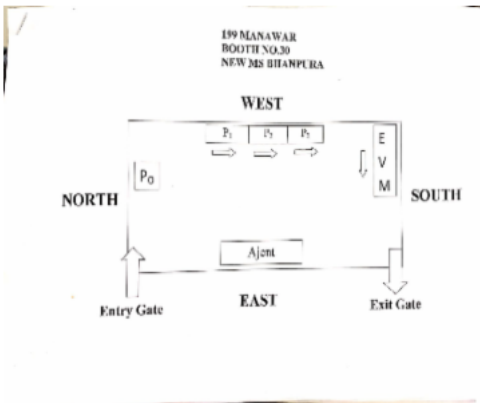 199 MANAWAR
BOOTH NO.30
NEW MS BHANPURA
WEST
P₁ P₂ P₃
E
V
M
P₀
NORTH
SOUTH
Ajent
Entry Gate
EAST
Exit Gate